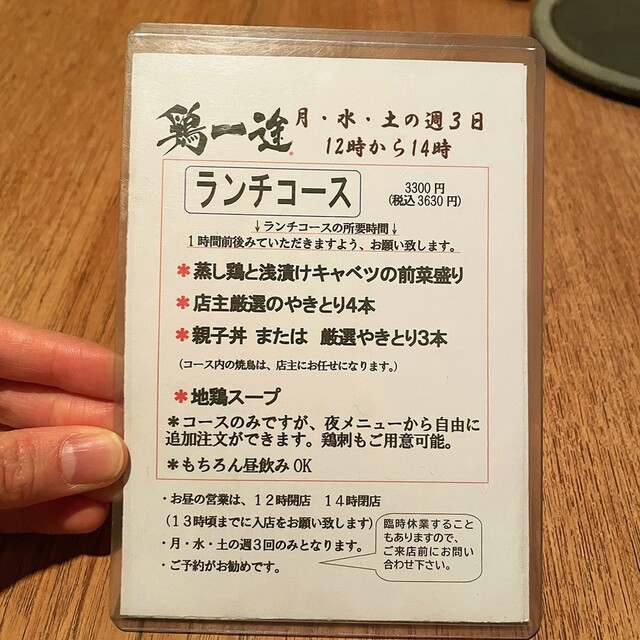 鶏一途 月・水・土の週3日
12時から14時
ランチコース 3300円
(税込3630円)
↓ランチコースの所要時間↓
1時間前後みていただきますよう、お願い致します。
*蒸し鶏と浅漬けキャベツの前菜盛り
*店主厳選のやきとり4本
*親子丼 または 厳選やきとり3本
(コース内の焼鳥は、店主にお任せになります。)
*地鶏スープ
*コースのみですが、夜メニューから自由に
追加注文ができます。鶏刺もご用意可能。
*もちろん昼飲みOK
・お昼の営業は、12時開店 14時閉店
(13時頃までに入店をお願い致します)
・月・水・土の週3回のみとなります。
・ご予約がお勧めです。
臨時休業すること
もありますので、
ご来店前にお問い
合わせ下さい。